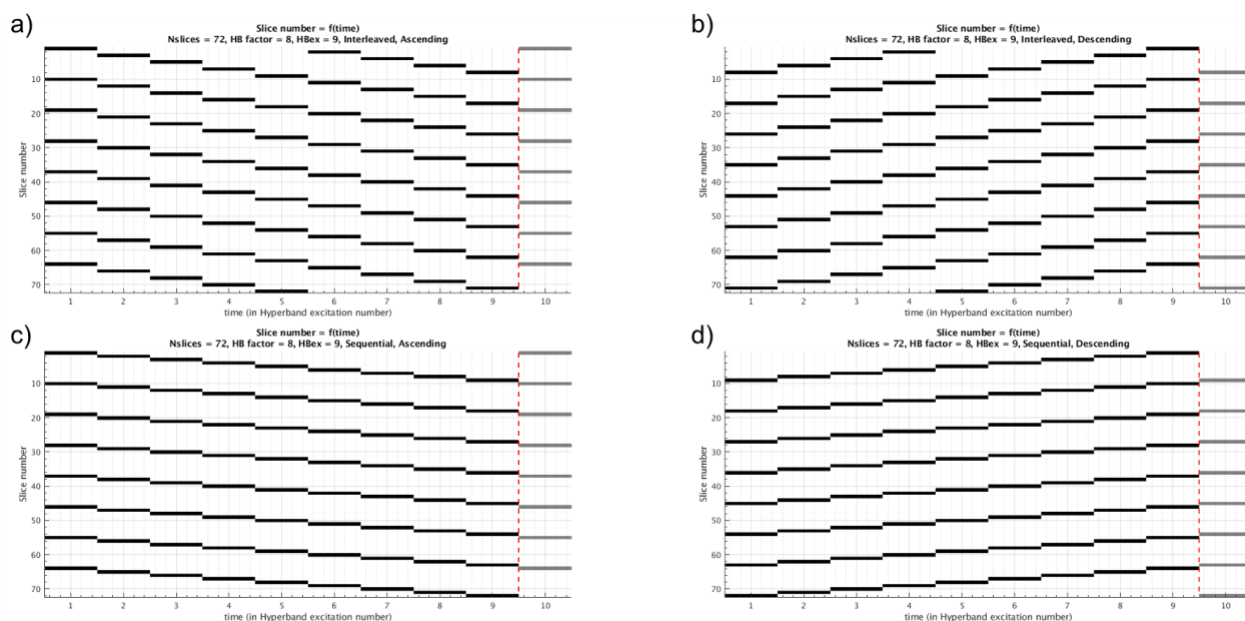 a)
Slice number = f(time)
Nslices = 72, HB factor = 8, HBex = 9, Interleaved, Ascending
Slice number
10
20
30
40
50
60
70
1 2 3 4 5 6 7 8 9 10
time (in Hyperband excitation number)
b)
Slice number = f(time)
Nslices = 72, HB factor = 8, HBex = 9, Interleaved, Descending
Slice number
10
20
30
40
50
60
70
1 2 3 4 5 6 7 8 9 10
time (in Hyperband excitation number)
c)
Slice number = f(time)
Nslices = 72, HB factor = 8, HBex = 9, Sequential, Ascending
Slice number
10
20
30
40
50
60
70
1 2 3 4 5 6 7 8 9 10
time (in Hyperband excitation number)
d)
Slice number = f(time)
Nslices = 72, HB factor = 8, HBex = 9, Sequential, Descending
Slice number
10
20
30
40
50
60
70
1 2 3 4 5 6 7 8 9 10
time (in Hyperband excitation number)